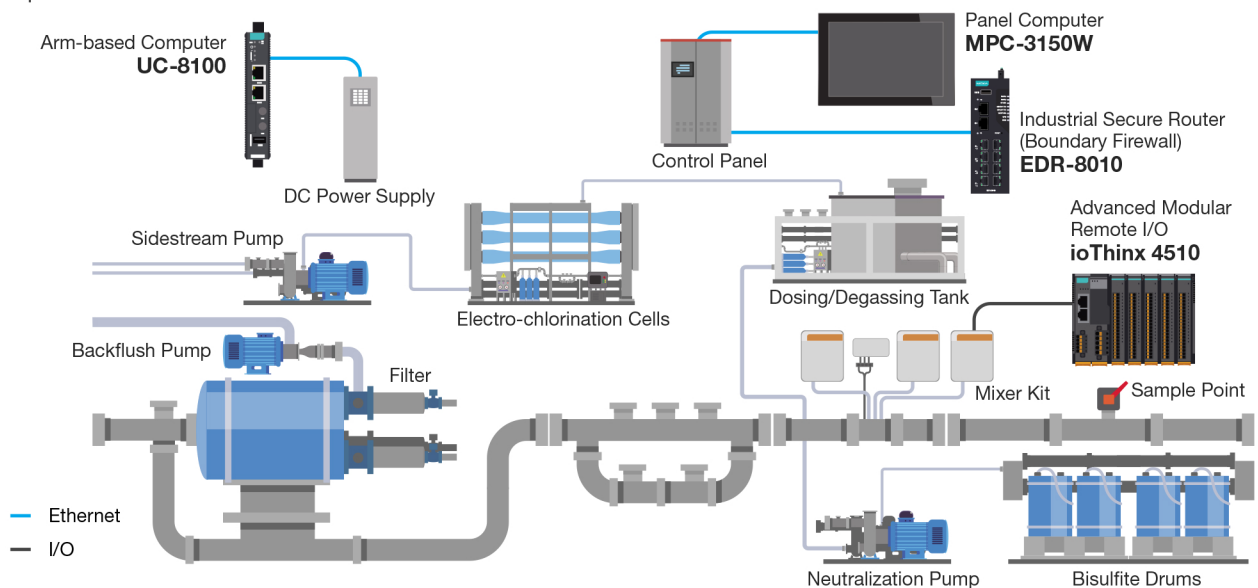 Arm-based Computer
UC-8100
DC Power Supply
Panel Computer
MPC-3150W
Control Panel
Industrial Secure Router
(Boundary Firewall)
EDR-8010
Advanced Modular
Remote I/O
ioThinx 4510
Sidestream Pump
Electro-chlorination Cells
Dosing/Degassing Tank
Backflush Pump
Filter
Mixer Kit
Sample Point
Ethernet
I/O
Neutralization Pump
Bisulfite Drums